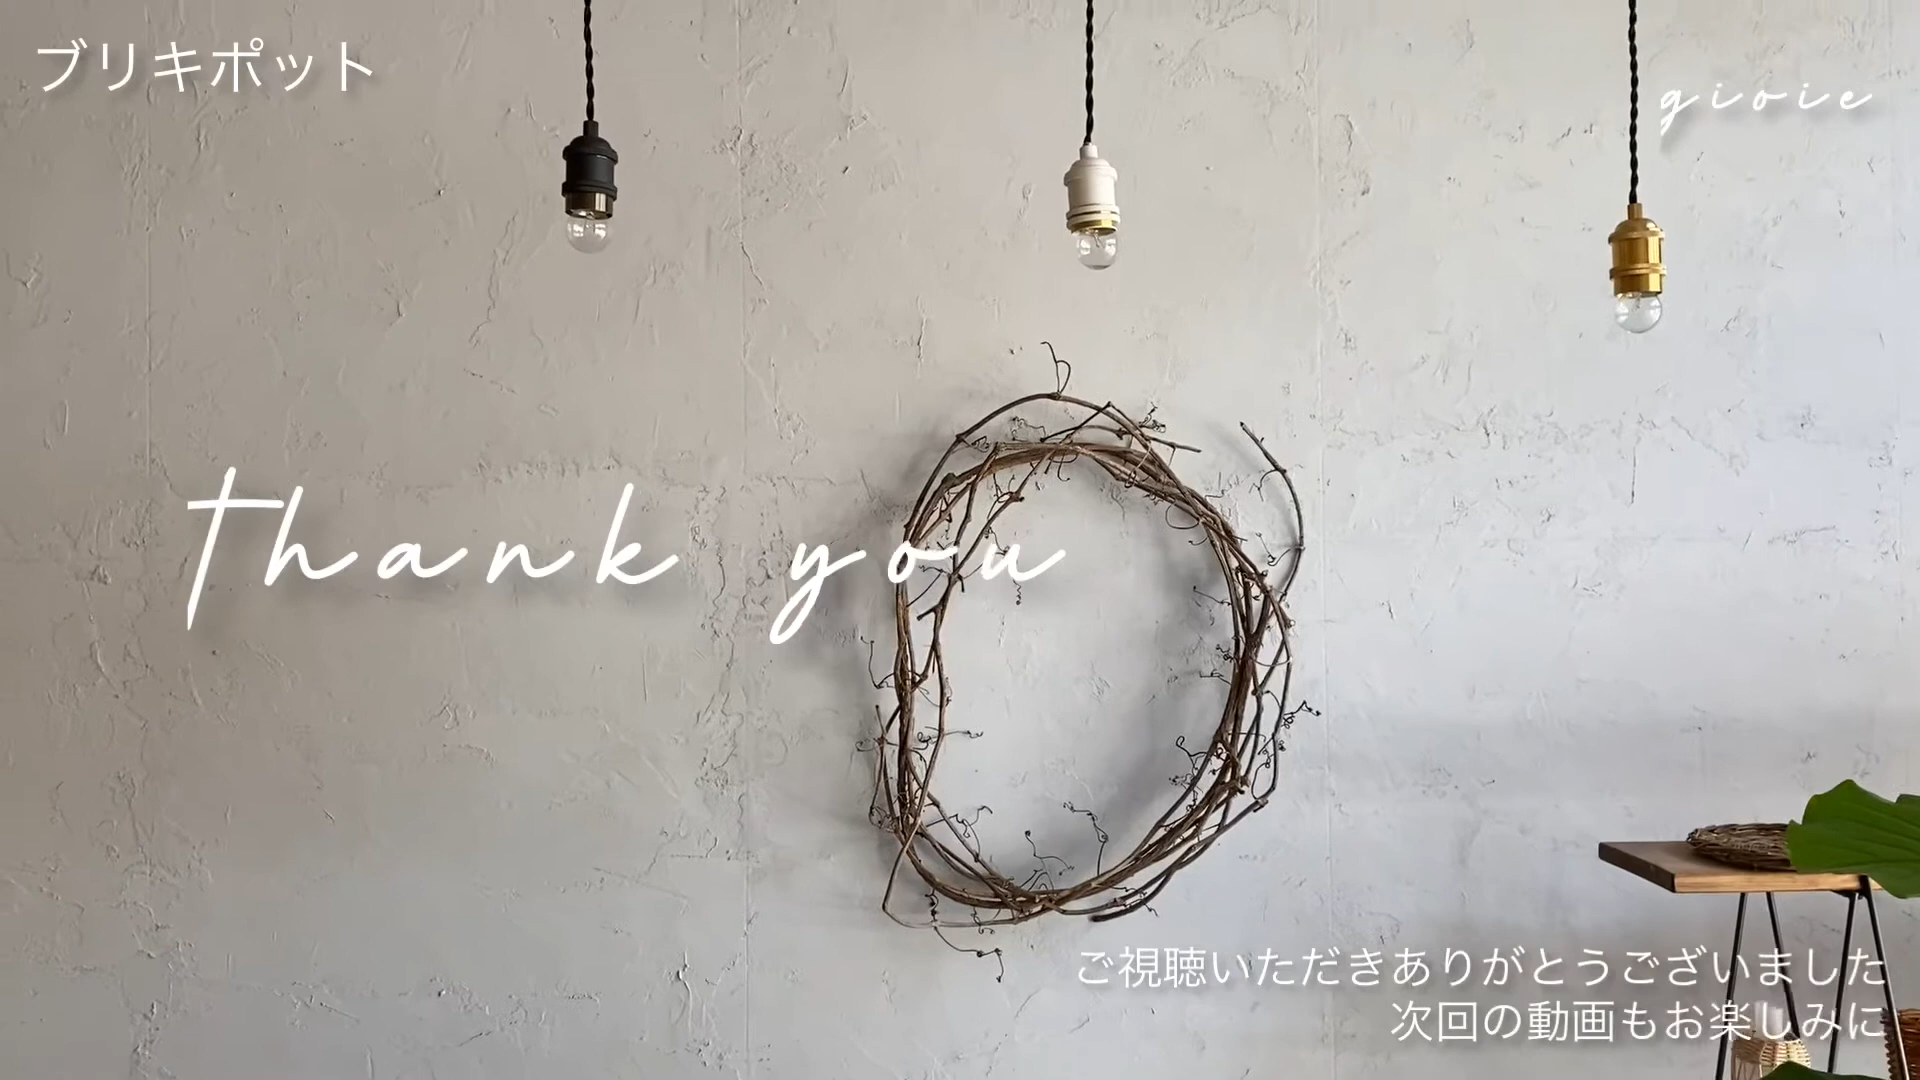 ブリキポット
gioie
thank you
ご視聴いただきありがとうございました
次回の動画もお楽しみに